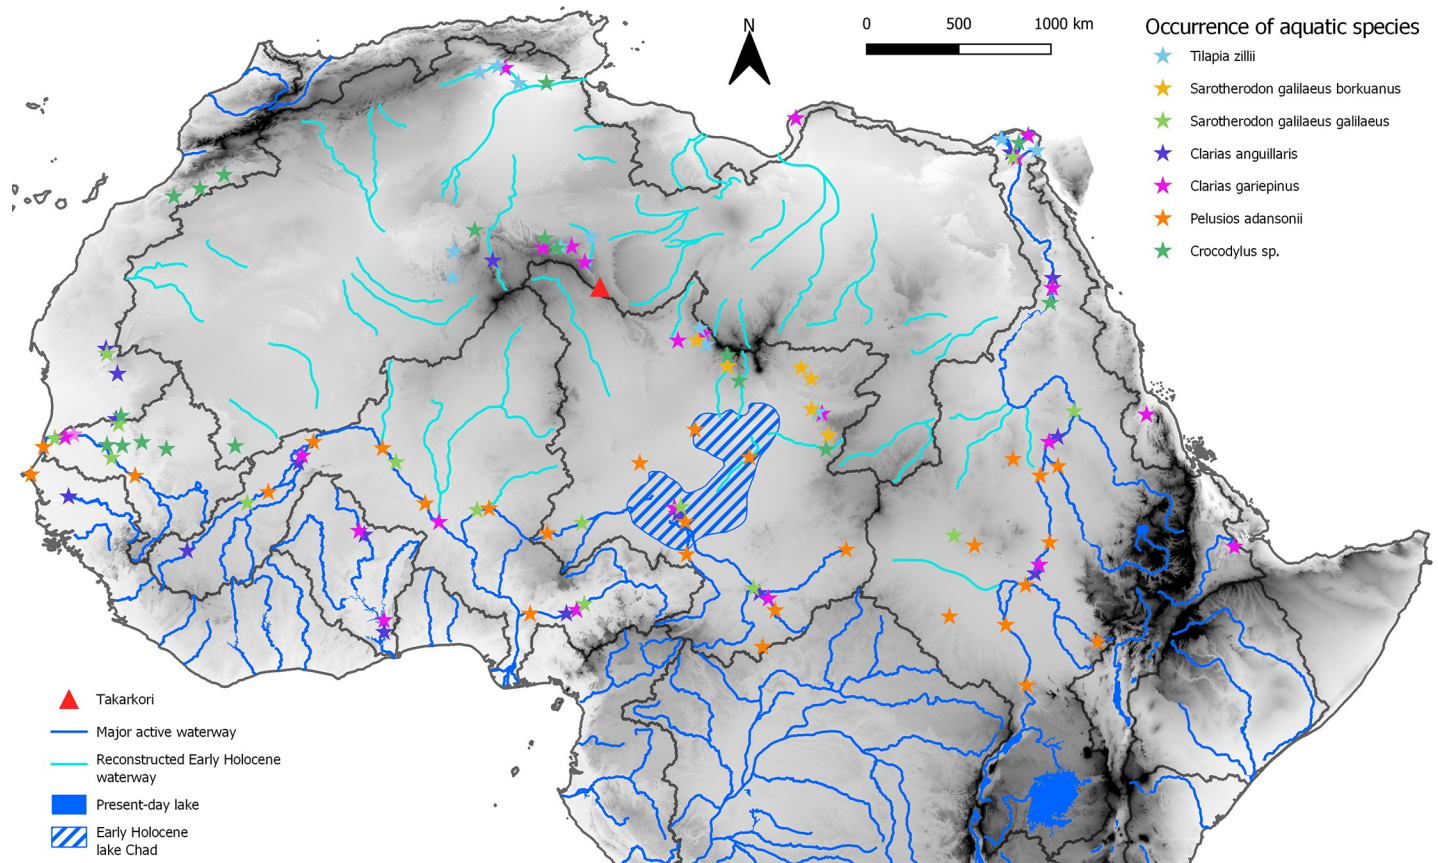 N
0 500 1000 km
Occurrence of aquatic species
Tilapia zillii
Sarotherodon galilaeus borkuanus
Sarotherodon galilaeus galilaeus
Clarias anguillaris
Clarias gariepinus
Pelusios adansonii
Crocodylus sp.
Takarkori
Major active waterway
Reconstructed Early Holocene
waterway
Present-day lake
Early Holocene
lake Chad